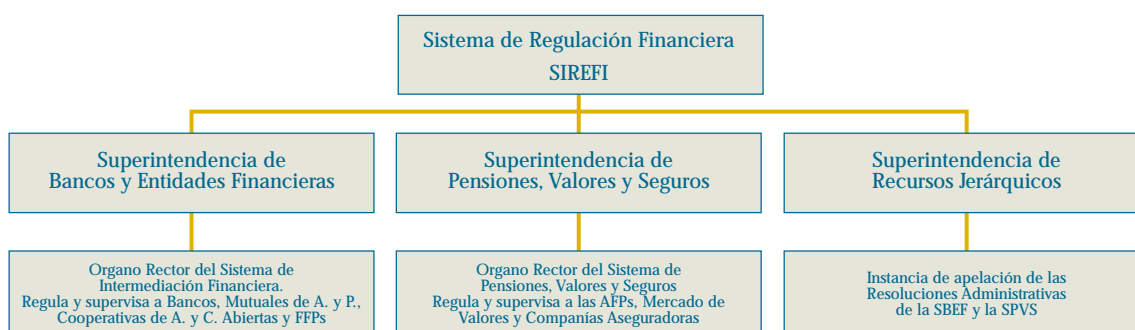 Sistema de Regulación Financiera
SIREFI
Superintendencia de
Bancos y Entidades Financieras
Superintendencia de
Pensiones, Valores y Seguros
Superintendencia de
Recursos Jerárquicos
Organo Rector del Sistema de
Intermediación Financiera.
Regula y supervisa a Bancos, Mutuales de A. y P.,
Cooperativas de A. y C. Abiertas y FFPs
Organo Rector del Sistema de
Pensiones, Valores y Seguros
Regula y supervisa a las AFPs, Mercado de
Valores y Companías Aseguradoras
Instancia de apelación de las
Resoluciones Administrativas
de la SBEF y la SPVS